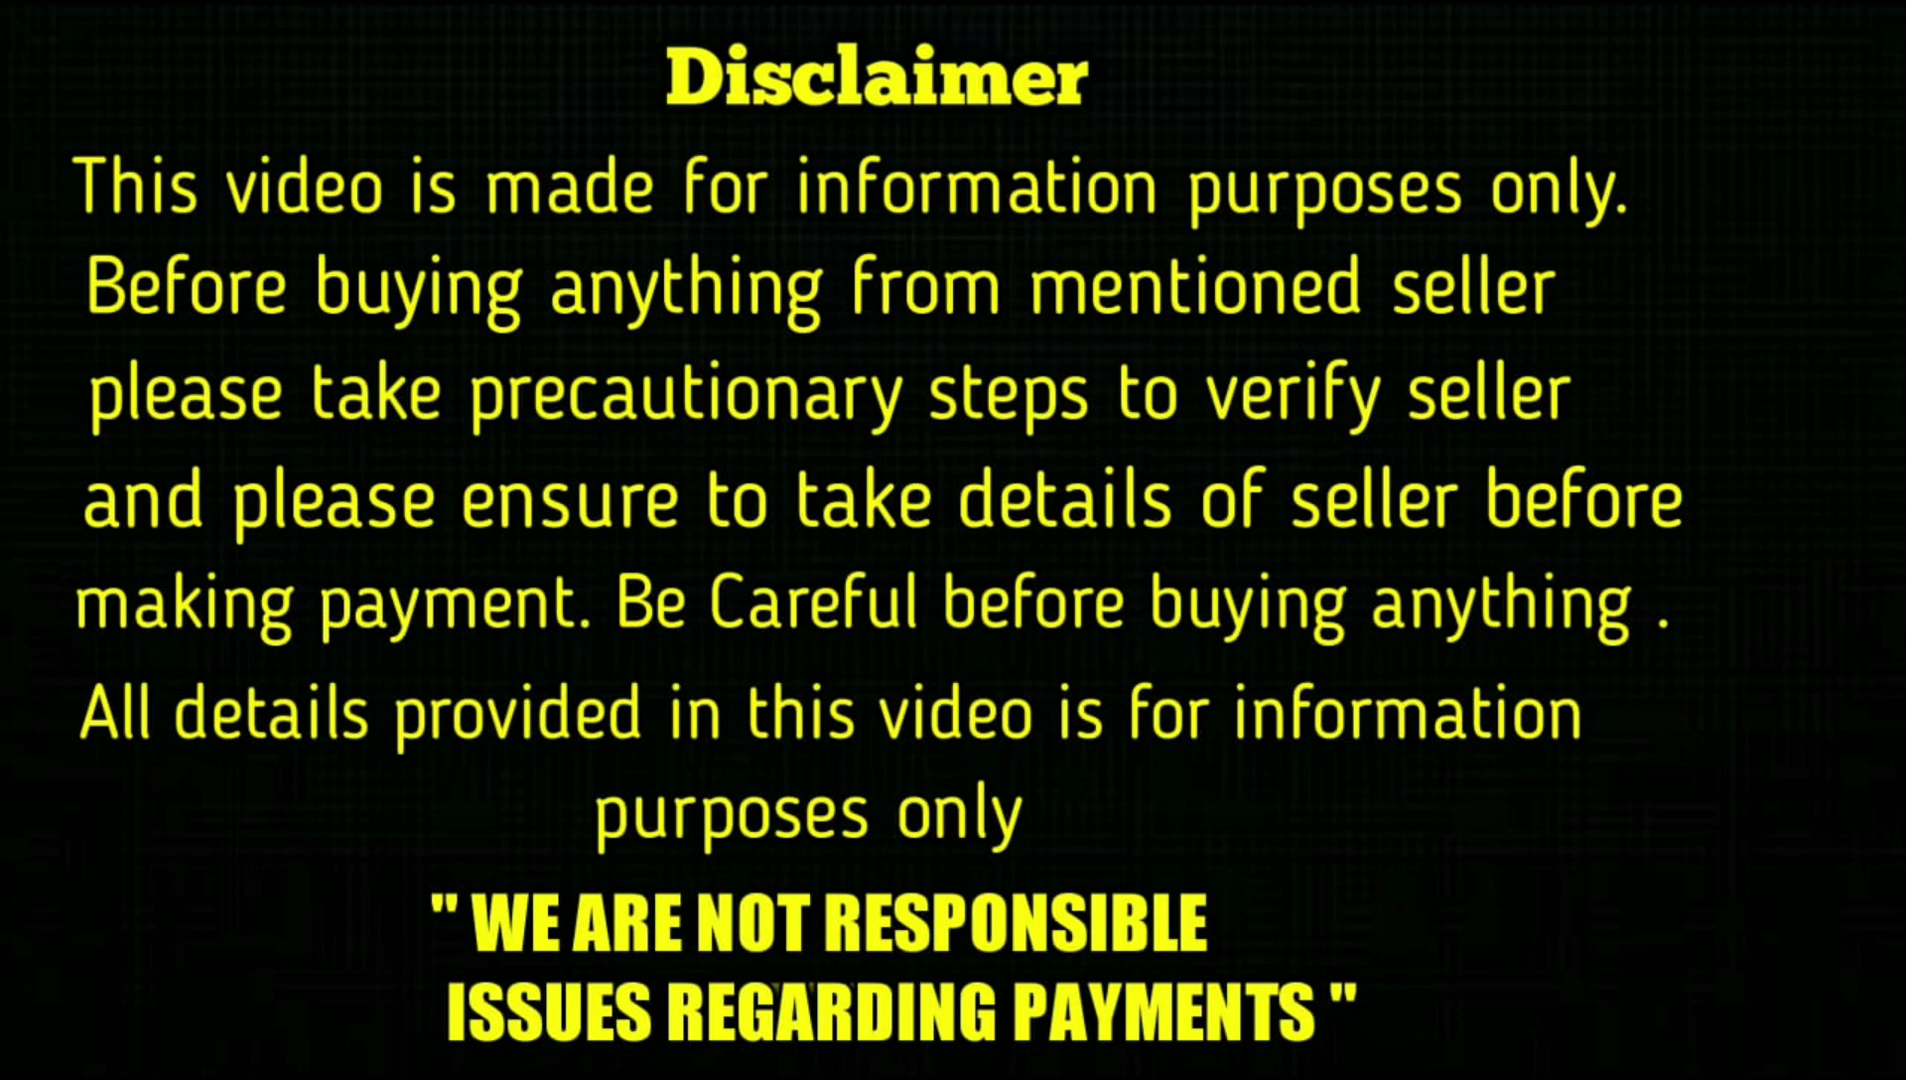 Disclaimer
This video is made for information purposes only.
Before buying anything from mentioned seller
please take precautionary steps to verify seller
and please ensure to take details of seller before
making payment. Be Careful before buying anything .
All details provided in this video is for information
purposes only
" WE ARE NOT RESPONSIBLE
ISSUES REGARDING PAYMENTS "